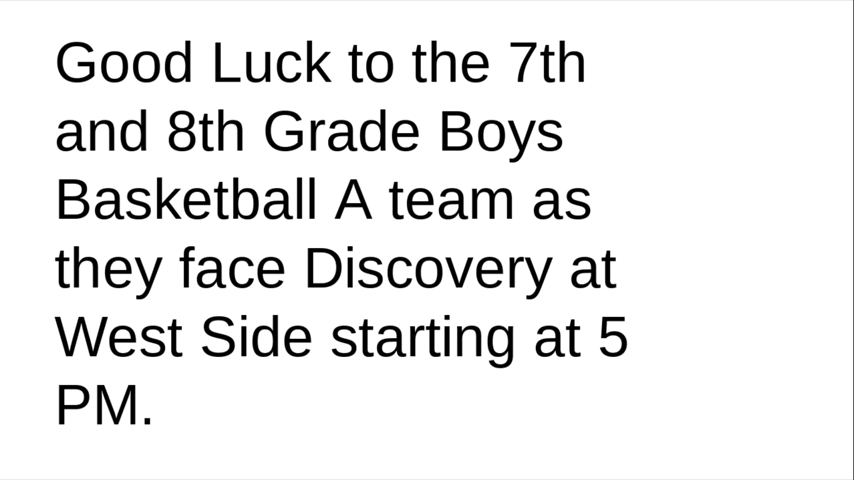 Good Luck to the 7th
and 8th Grade Boys
Basketball A team as
they face Discovery at
West Side starting at 5
PM.